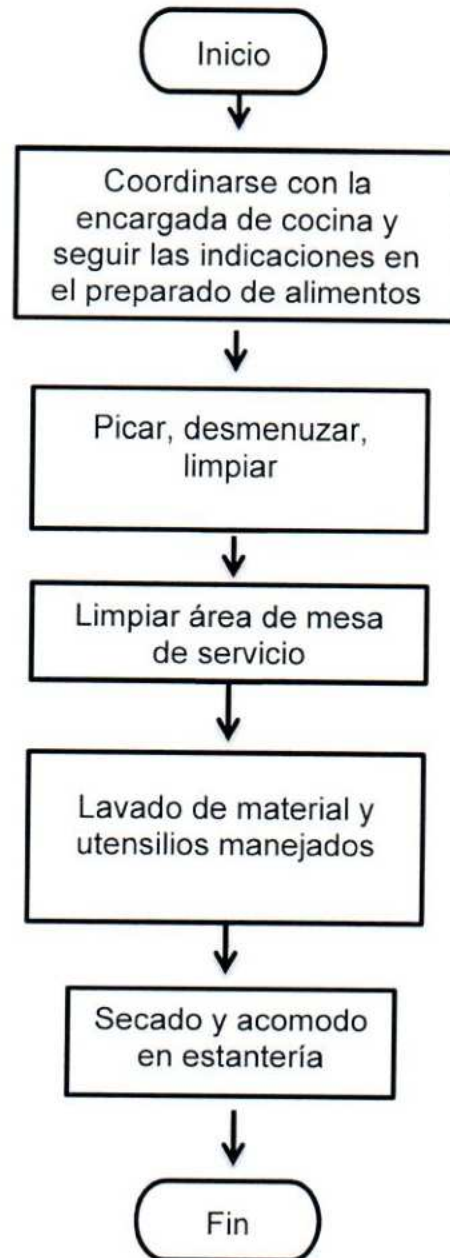 Inicio
Coordinarse con la
encargada de cocina y
seguir las indicaciones en
el preparado de alimentos
Picar, desmenuzar,
limpiar
Limpiar área de mesa
de servicio
Lavado de material y
utensilios manejados
Secado y acomodo
en estantería
Fin